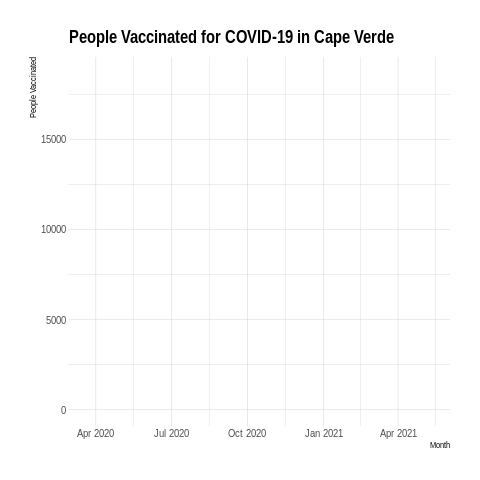 People Vaccinated for COVID-19 in Cape Verde
People Vaccinated
15000
10000
5000
0
Apr 2020 Jul 2020 Oct 2020 Jan 2021 Apr 2021
Month